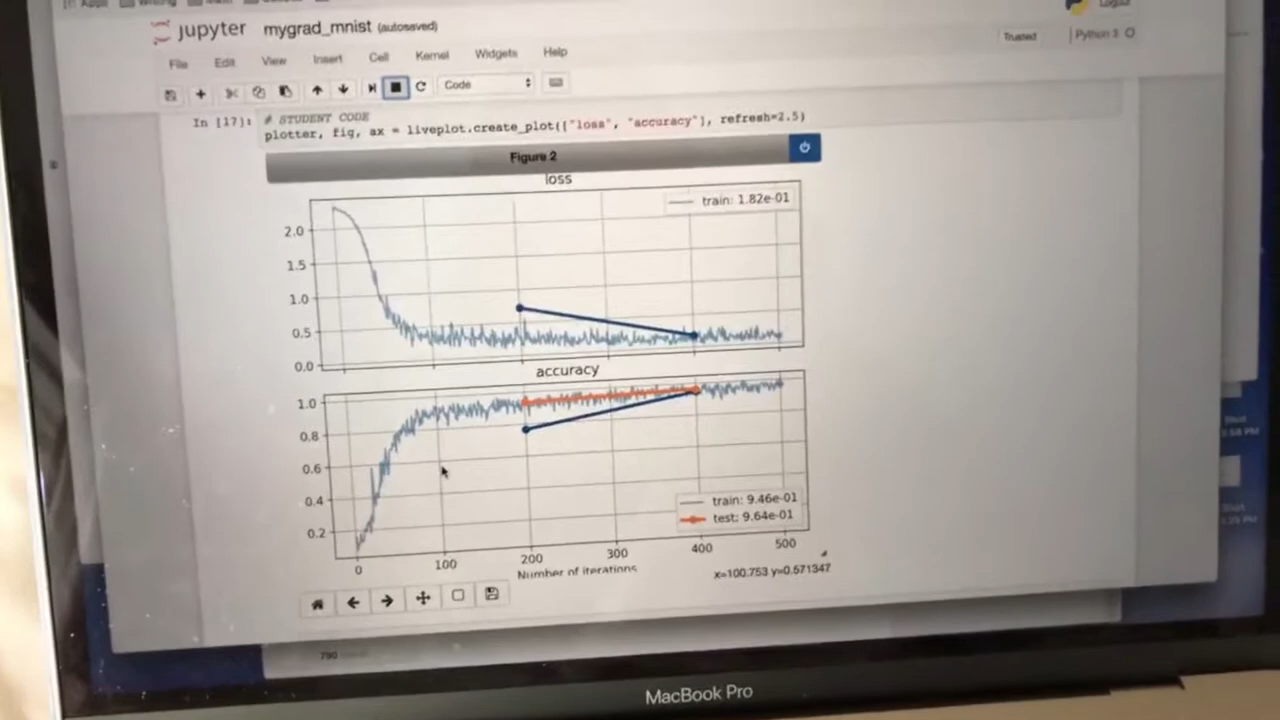 Apps Writing
Logout
jupyter mygrad_mnist (autosaved)
File Edit View Insert Cell Kernel Widgets Help
Trusted Python 3
Code
In [17]: # STUDENT CODE
plotter, fig, ax = liveplot.create_plot(["loss", "accuracy"], refresh=2.5)
Figure 2
loss
train: 1.82e-01
2.0
1.5
1.0
0.5
0.0
accuracy
1.0
0.8
0.6
0.4
0.2
train: 9.46e-01
test: 9.64e-01
0 100 200 300 400 500
Number of iterations
x=100.753 y=0.571347
790
MacBook Pro